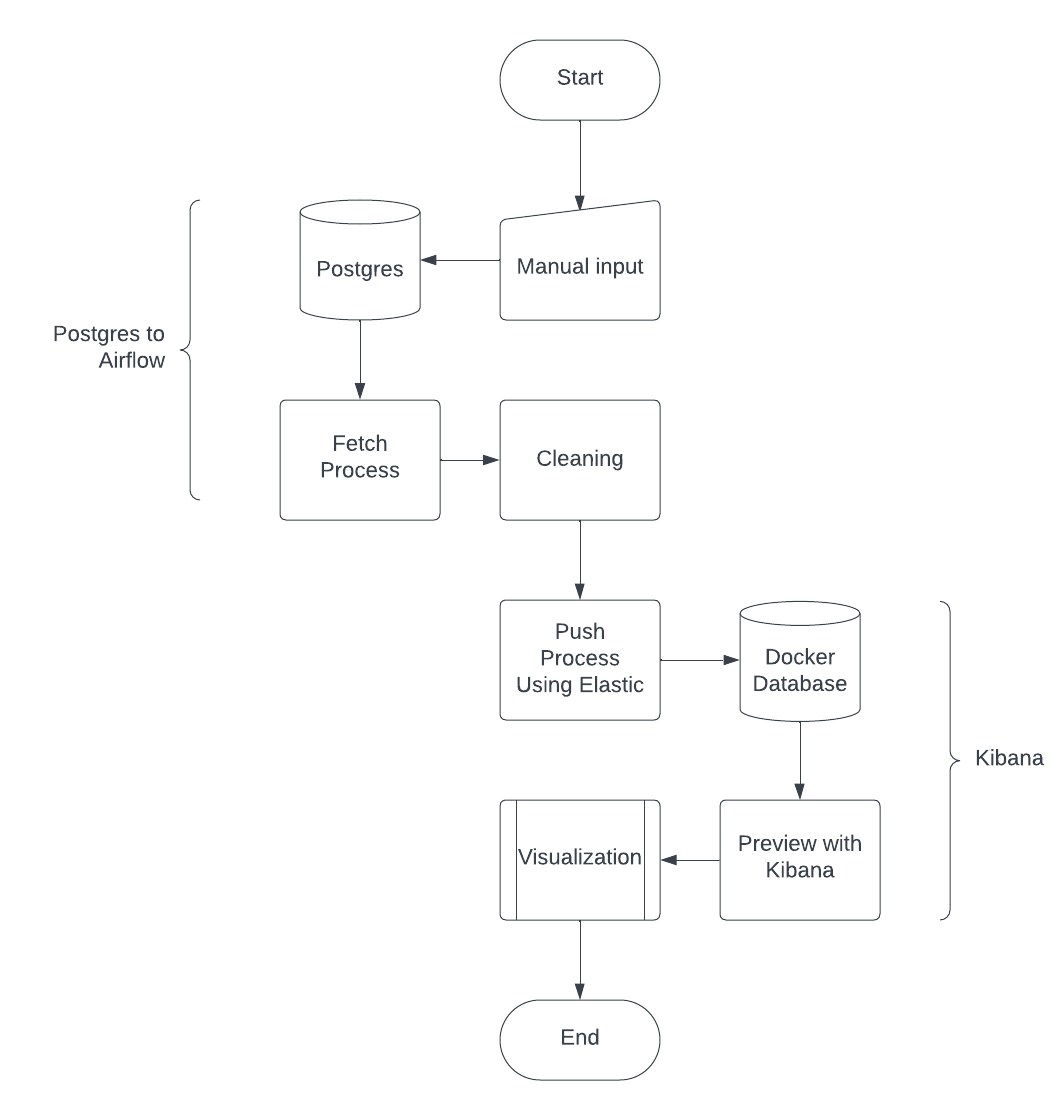 Start
Manual input
Postgres
Postgres to
Airflow
Fetch
Process
Cleaning
Push
Process
Using Elastic
Docker
Database
Kibana
Visualization
Preview with
Kibana
End